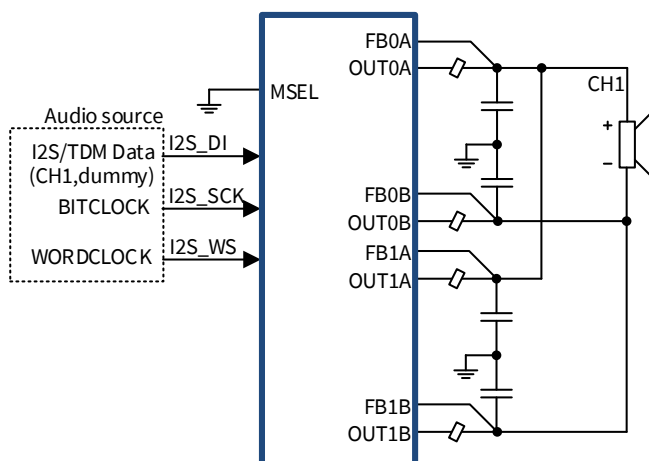 FB0A
OUT0A
MSEL
CH1
Audio source
I2S/TDM Data
(CH1,dummy)
I2S_DI
+
−
BITCLOCK
I2S_SCK
FB0B
OUT0B
WORDCLOCK
I2S_WS
FB1A
OUT1A
FB1B
OUT1B